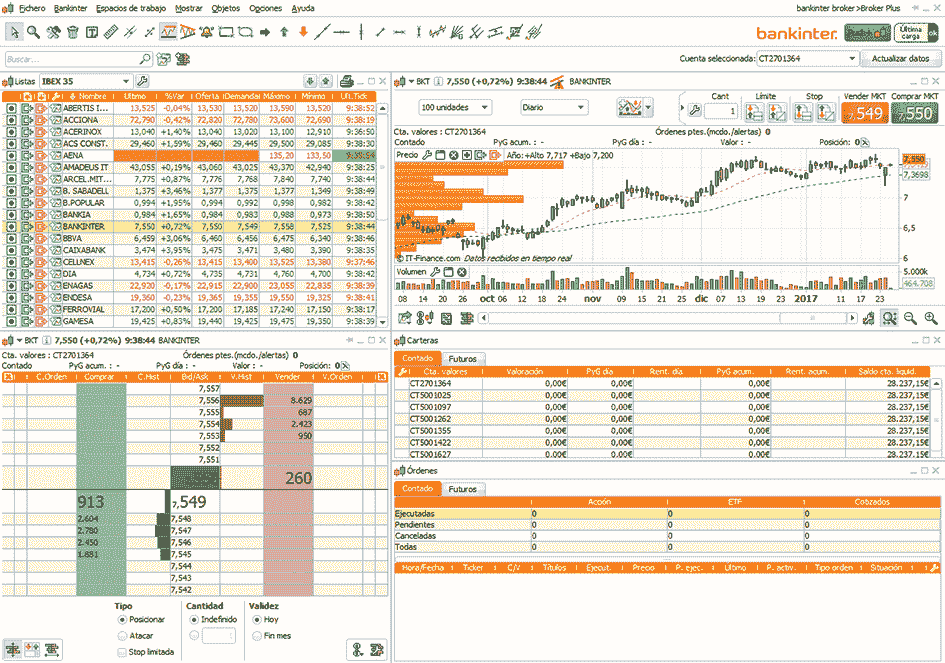 Fichero Bankinter Espacios de trabajo Mostrar Objetos Opciones Ayuda bankinter broker>Broker Plus
bankinter. Última carga ok
Buscar... Cuenta seleccionada: CT2701364 Actualizar datos
Listas IBEX 35
Nombre Último %Var Oferta Demanda Máximo Mínimo Ult.Tick
ABERTIS I... 13,525 -0,04% 13,530 13,520 13,590 13,520 9:38:52
ACCIONA 72,790 -0,42% 72,820 72,780 73,600 72,690 9:38:19
ACERINOX 13,040 +1,40% 13,040 13,020 13,100 12,910 9:36:50
ACS CONST. 29,460 +1,59% 29,460 29,445 29,500 29,085 9:38:35
AENA 135,20 133,50 9:38:54
AMADEUS IT 43,055 +0,19% 43,060 43,025 43,370 42,940 9:38:25
ARCEL.MIT... 7,775 +0,87% 7,776 7,768 7,840 7,740
B. SABADELL 1,375 +3,46% 1,375 1,375 1,377 1,349
B.POPULAR 0,994 +1,95% 0,994 0,992 0,998 0,982
BANKIA 0,984 +1,65% 0,984 0,983 0,988 0,973 9:38:50
BANKINTER 7,550 +0,72% 7,550 7,549 7,558 7,525 9:38:44
BBVA 6,459 +3,06% 6,460 6,456 6,475 6,340 9:38:46
CAIXABANK 3,474 +3,95% 3,475 3,471 3,480 3,390 9:38:35
CELLNEX 13,415 -0,26% 13,415 13,400 13,525 13,380 9:37:46
DIA 4,734 +0,72% 4,735 4,731 4,760 4,700 9:38:42
ENAGAS 22,920 -0,17% 22,915 22,900 23,055 22,835
ENDESA 19,360 -0,23% 19,365 19,355 19,550 19,325 9:38:41
FERROVIAL 17,200 +0,50% 17,185 17,240 17,150 9:38:17
GAMESA 19,425 +0,83% 19,440 19,425 19,475 19,350
BKT 7,550 (+0,72%) 9:38:44 BANKINTER
100 unidades Diario Cant 1 Límite Stop Vender MKT 7,549 Comprar MKT 7,550
Cta. valores : CT2701364 Órdenes ptes.(mcdo./alertas) 0
Contado PyG acum. : - PyG día : - Valor : - Posición: 0
Precio Año:+Alto 7,717 +Bajo 7,200
7,550
7,3698
7
6,5
6
© IT-Finance.com Datos recibidos en tiempo real
Volumen
5.000k
464.708
08 14 20 26 oct 06 12 18 24 nov 09 15 21 25 dic 07 13 19 23 2017 11 17 23
BKT 7,550 (+0,72%) 9:38:44 BANKINTER
Cta. valores : CT2701364 Órdenes ptes.(mcdo./alertas) 0
Contado PyG acum. : - PyG día : - Valor : - Posición: 0
C.Orden Comprar C.Hist Bid/Ask V.Hist Vender V.Orden
7,557
7,556 8.629
7,555 687
7,554 2.423
7,553 950
7,552
7,551
260
913 7,549
2.604 7,548
2.780 7,547
2.450 7,546
1.881 7,545
7,544
7,543
7,542
Tipo Cantidad Validez
Posicionar Indefinido Hoy
Atacar Fin mes
Stop limitada
Carteras
Contado Futuros
Cta. valores Valoración PyG día Rent. día PyG acum. Rent. acum. Saldo cta. líquid.
CT2701364 0,00€ 0,00€ 0,00€ 28.237,15€
CT5001025 0,00€ 0,00€ 0,00€ 28.237,15€
CT5001097 0,00€ 0,00€ 0,00€ 28.237,15€
CT5001262 0,00€ 0,00€ 0,00€ 28.237,15€
CT5001355 0,00€ 0,00€ 0,00€ 28.237,15€
CT5001422 0,00€ 0,00€ 0,00€ 28.237,15€
CT5001627 0,00€ 0,00€ 0,00€ 28.237,15€
Órdenes
Contado Futuros
Acción ETF Cotizados
Ejecutadas 0 0 0
Pendientes 0 0 0
Canceladas 0 0 0
Todas 0 0 0
Hora/Fecha Ticker C/V Títulos Ejecut. Precio P. ejec. Último P. activ. Tipo orden Situación